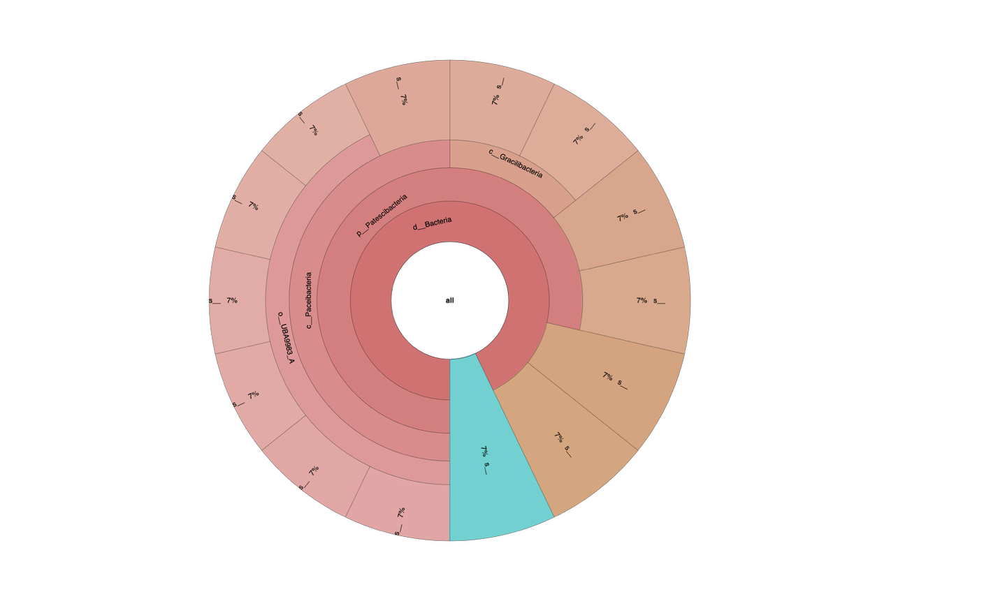 all
d__Bacteria
p__Patescibacteria
c__Paceibacteria
o__UBA9983_A
c__Gracilibacteria
7% s__
7% s__
7% s__
7% s__
7% s__
7% s__
7% s__
s__ 7%
s__ 7%
s__ 7%
s__ 7%
s__ 7%
s__ 7%
s__ 7%